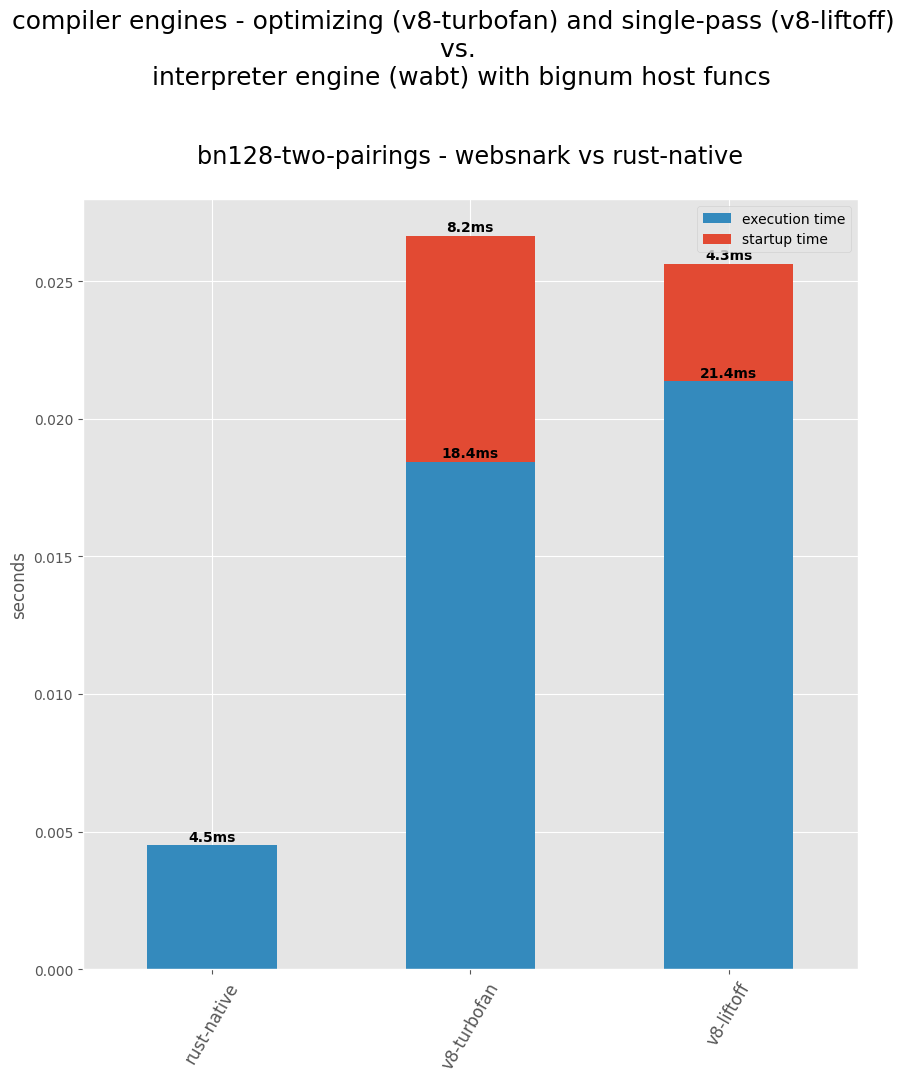 compiler engines - optimizing (v8-turbofan) and single-pass (v8-liftoff)
vs.
interpreter engine (wabt) with bignum host funcs
bn128-two-pairings - websnark vs rust-native
execution time
startup time
8.2ms
4.3ms
21.4ms
18.4ms
4.5ms
0.025
0.020
0.015
0.010
0.005
0.000
seconds
rust-native
v8-turbofan
v8-liftoff